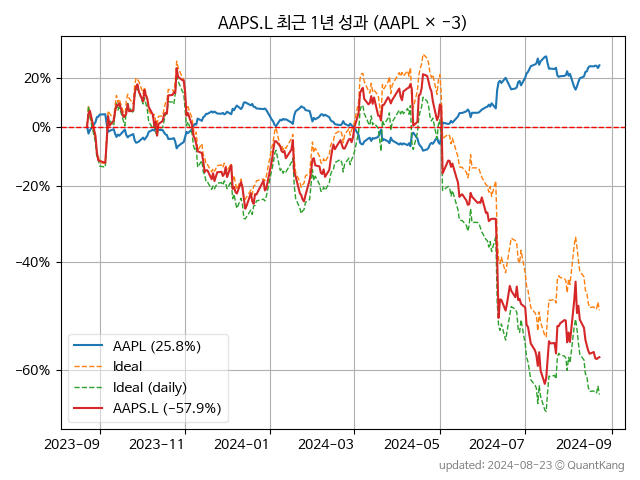 AAPS.L 최근 1년 성과 (AAPL × −3)
20%
0%
−20%
−40%
−60%
AAPL (25.8%)
Ideal
Ideal (daily)
AAPS.L (−57.9%)
2023-09 2023-11 2024-01 2024-03 2024-05 2024-07 2024-09
updated: 2024-08-23 © QuantKang